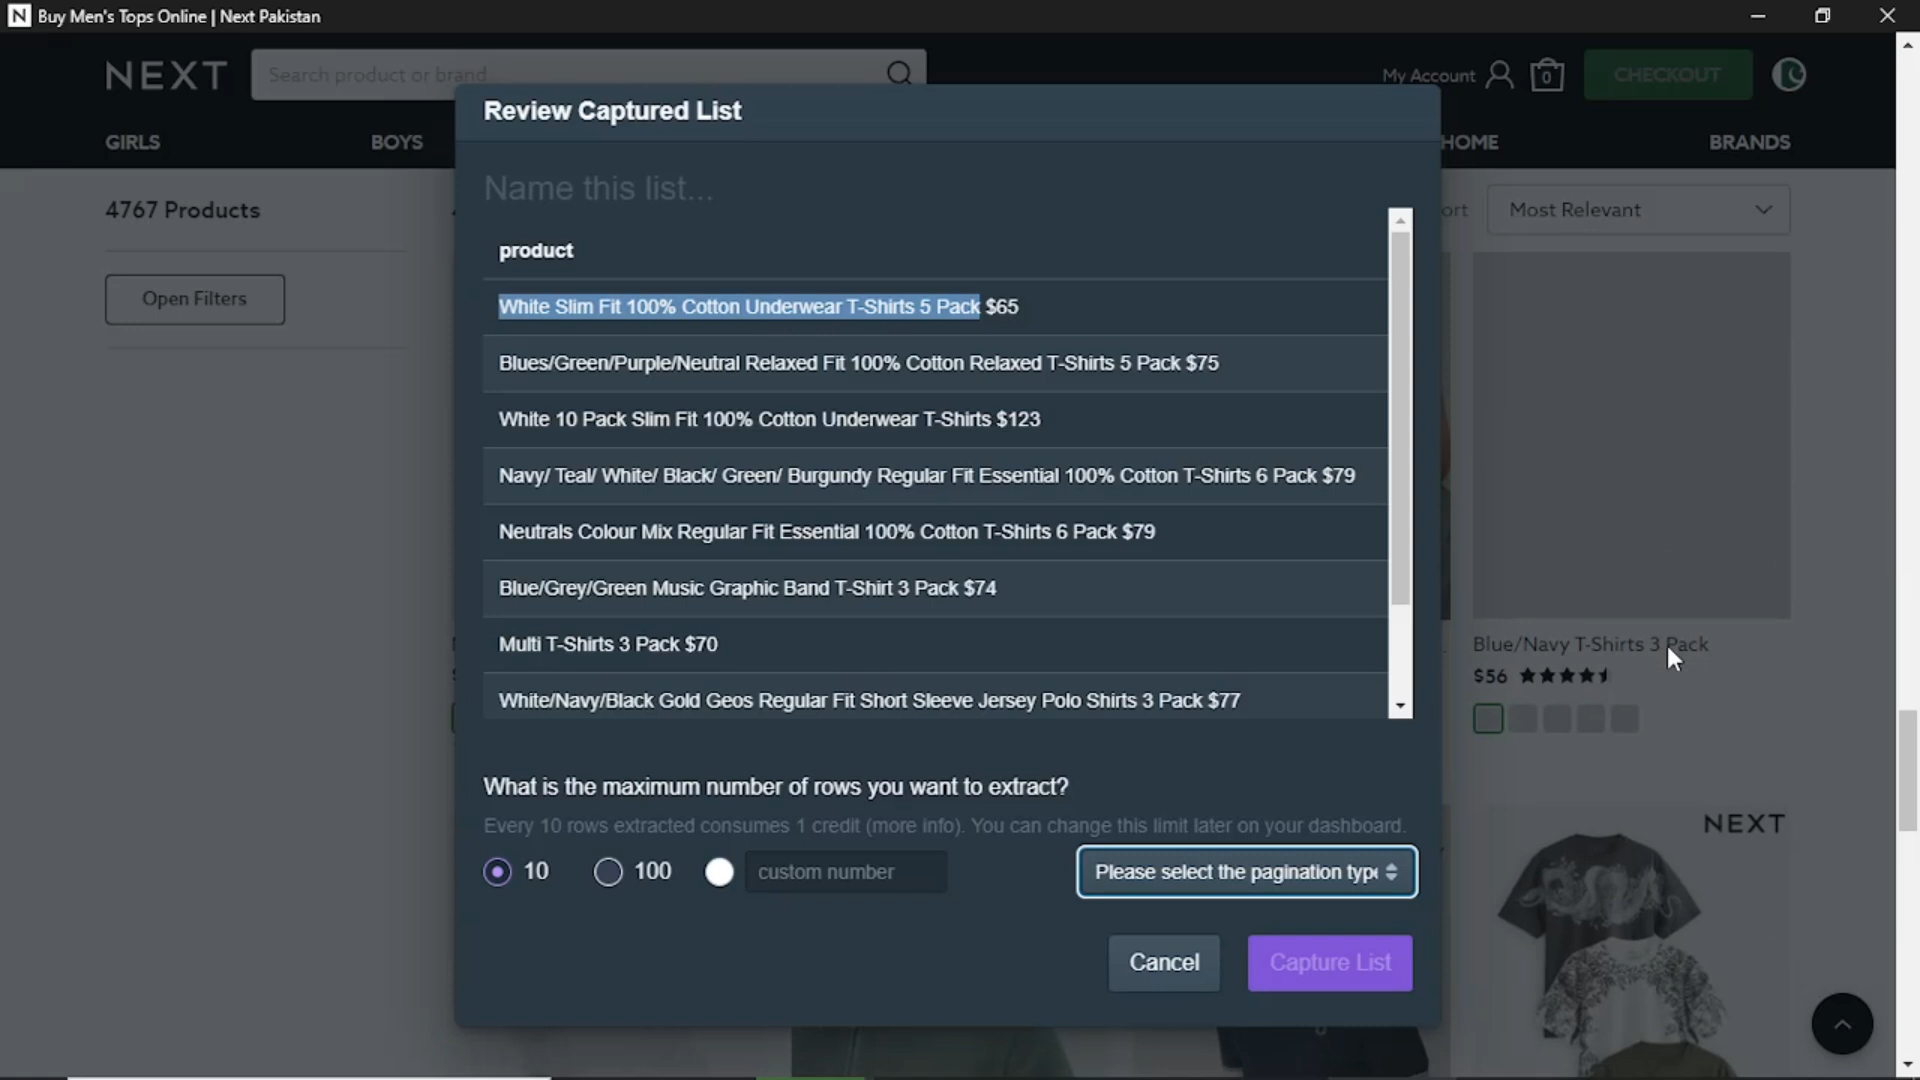 N Buy Men's Tops Online | Next Pakistan
NEXT
Search product or brand
My Account
0
CHECKOUT
GIRLS
BOYS
HOME
BRANDS
Review Captured List
Name this list...
4767 Products
Most Relevant
Open Filters
product
White Slim Fit 100% Cotton Underwear T-Shirts 5 Pack $65
Blues/Green/Purple/Neutral Relaxed Fit 100% Cotton Relaxed T-Shirts 5 Pack $75
White 10 Pack Slim Fit 100% Cotton Underwear T-Shirts $123
Navy/ Teal/ White/ Black/ Green/ Burgundy Regular Fit Essential 100% Cotton T-Shirts 6 Pack $79
Neutrals Colour Mix Regular Fit Essential 100% Cotton T-Shirts 6 Pack $79
Blue/Grey/Green Music Graphic Band T-Shirt 3 Pack $74
Multi T-Shirts 3 Pack $70
White/Navy/Black Gold Geos Regular Fit Short Sleeve Jersey Polo Shirts 3 Pack $77
Blue/Navy T-Shirts 3 Pack
$56
What is the maximum number of rows you want to extract?
Every 10 rows extracted consumes 1 credit (more info). You can change this limit later on your dashboard.
10
100
custom number
Please select the pagination type
NEXT
Cancel
Capture List